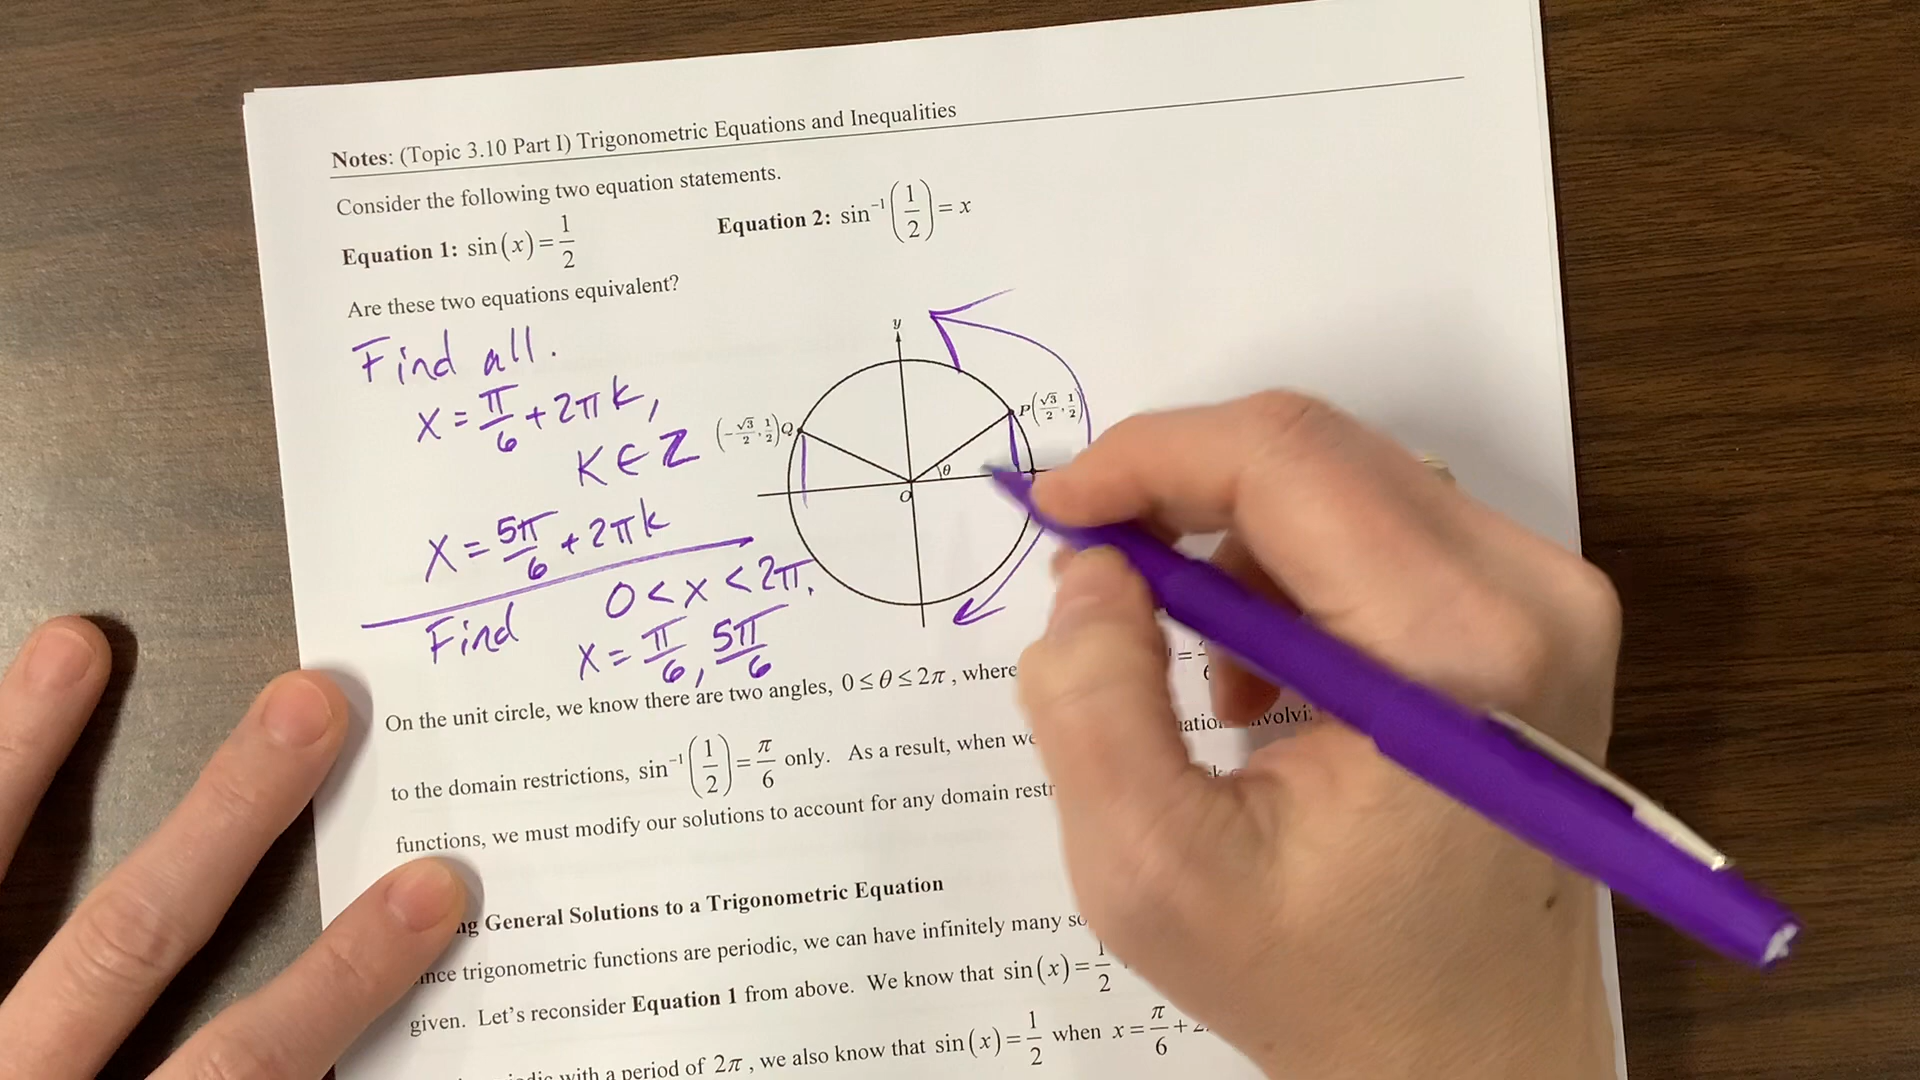 Notes: (Topic 3.10 Part I) Trigonometric Equations and Inequalities
Consider the following two equation statements.
Equation 1: sin(x) = 1/2
Equation 2: sin⁻¹(1/2) = x
Are these two equations equivalent?
Find all.
x = π/6 + 2πk,
K ∈ Z
x = 5π/6 + 2πk
Find 0 < x < 2π.
x = π/6, 5π/6
y
(-√3/2, 1/2) Q
P(√3/2, 1/2)
θ
O
On the unit circle, we know there are two angles, 0 ≤ θ ≤ 2π, where
to the domain restrictions, sin⁻¹(1/2) = π/6 only. As a result, when
functions, we must modify our solutions to account for any domain
General Solutions to a Trigonometric Equation
trigonometric functions are periodic, we can have infinitely many
given. Let's reconsider Equation 1 from above. We know that sin(x) = 1/2
with a period of 2π, we also know that sin(x) = 1/2 when x = π/6 +